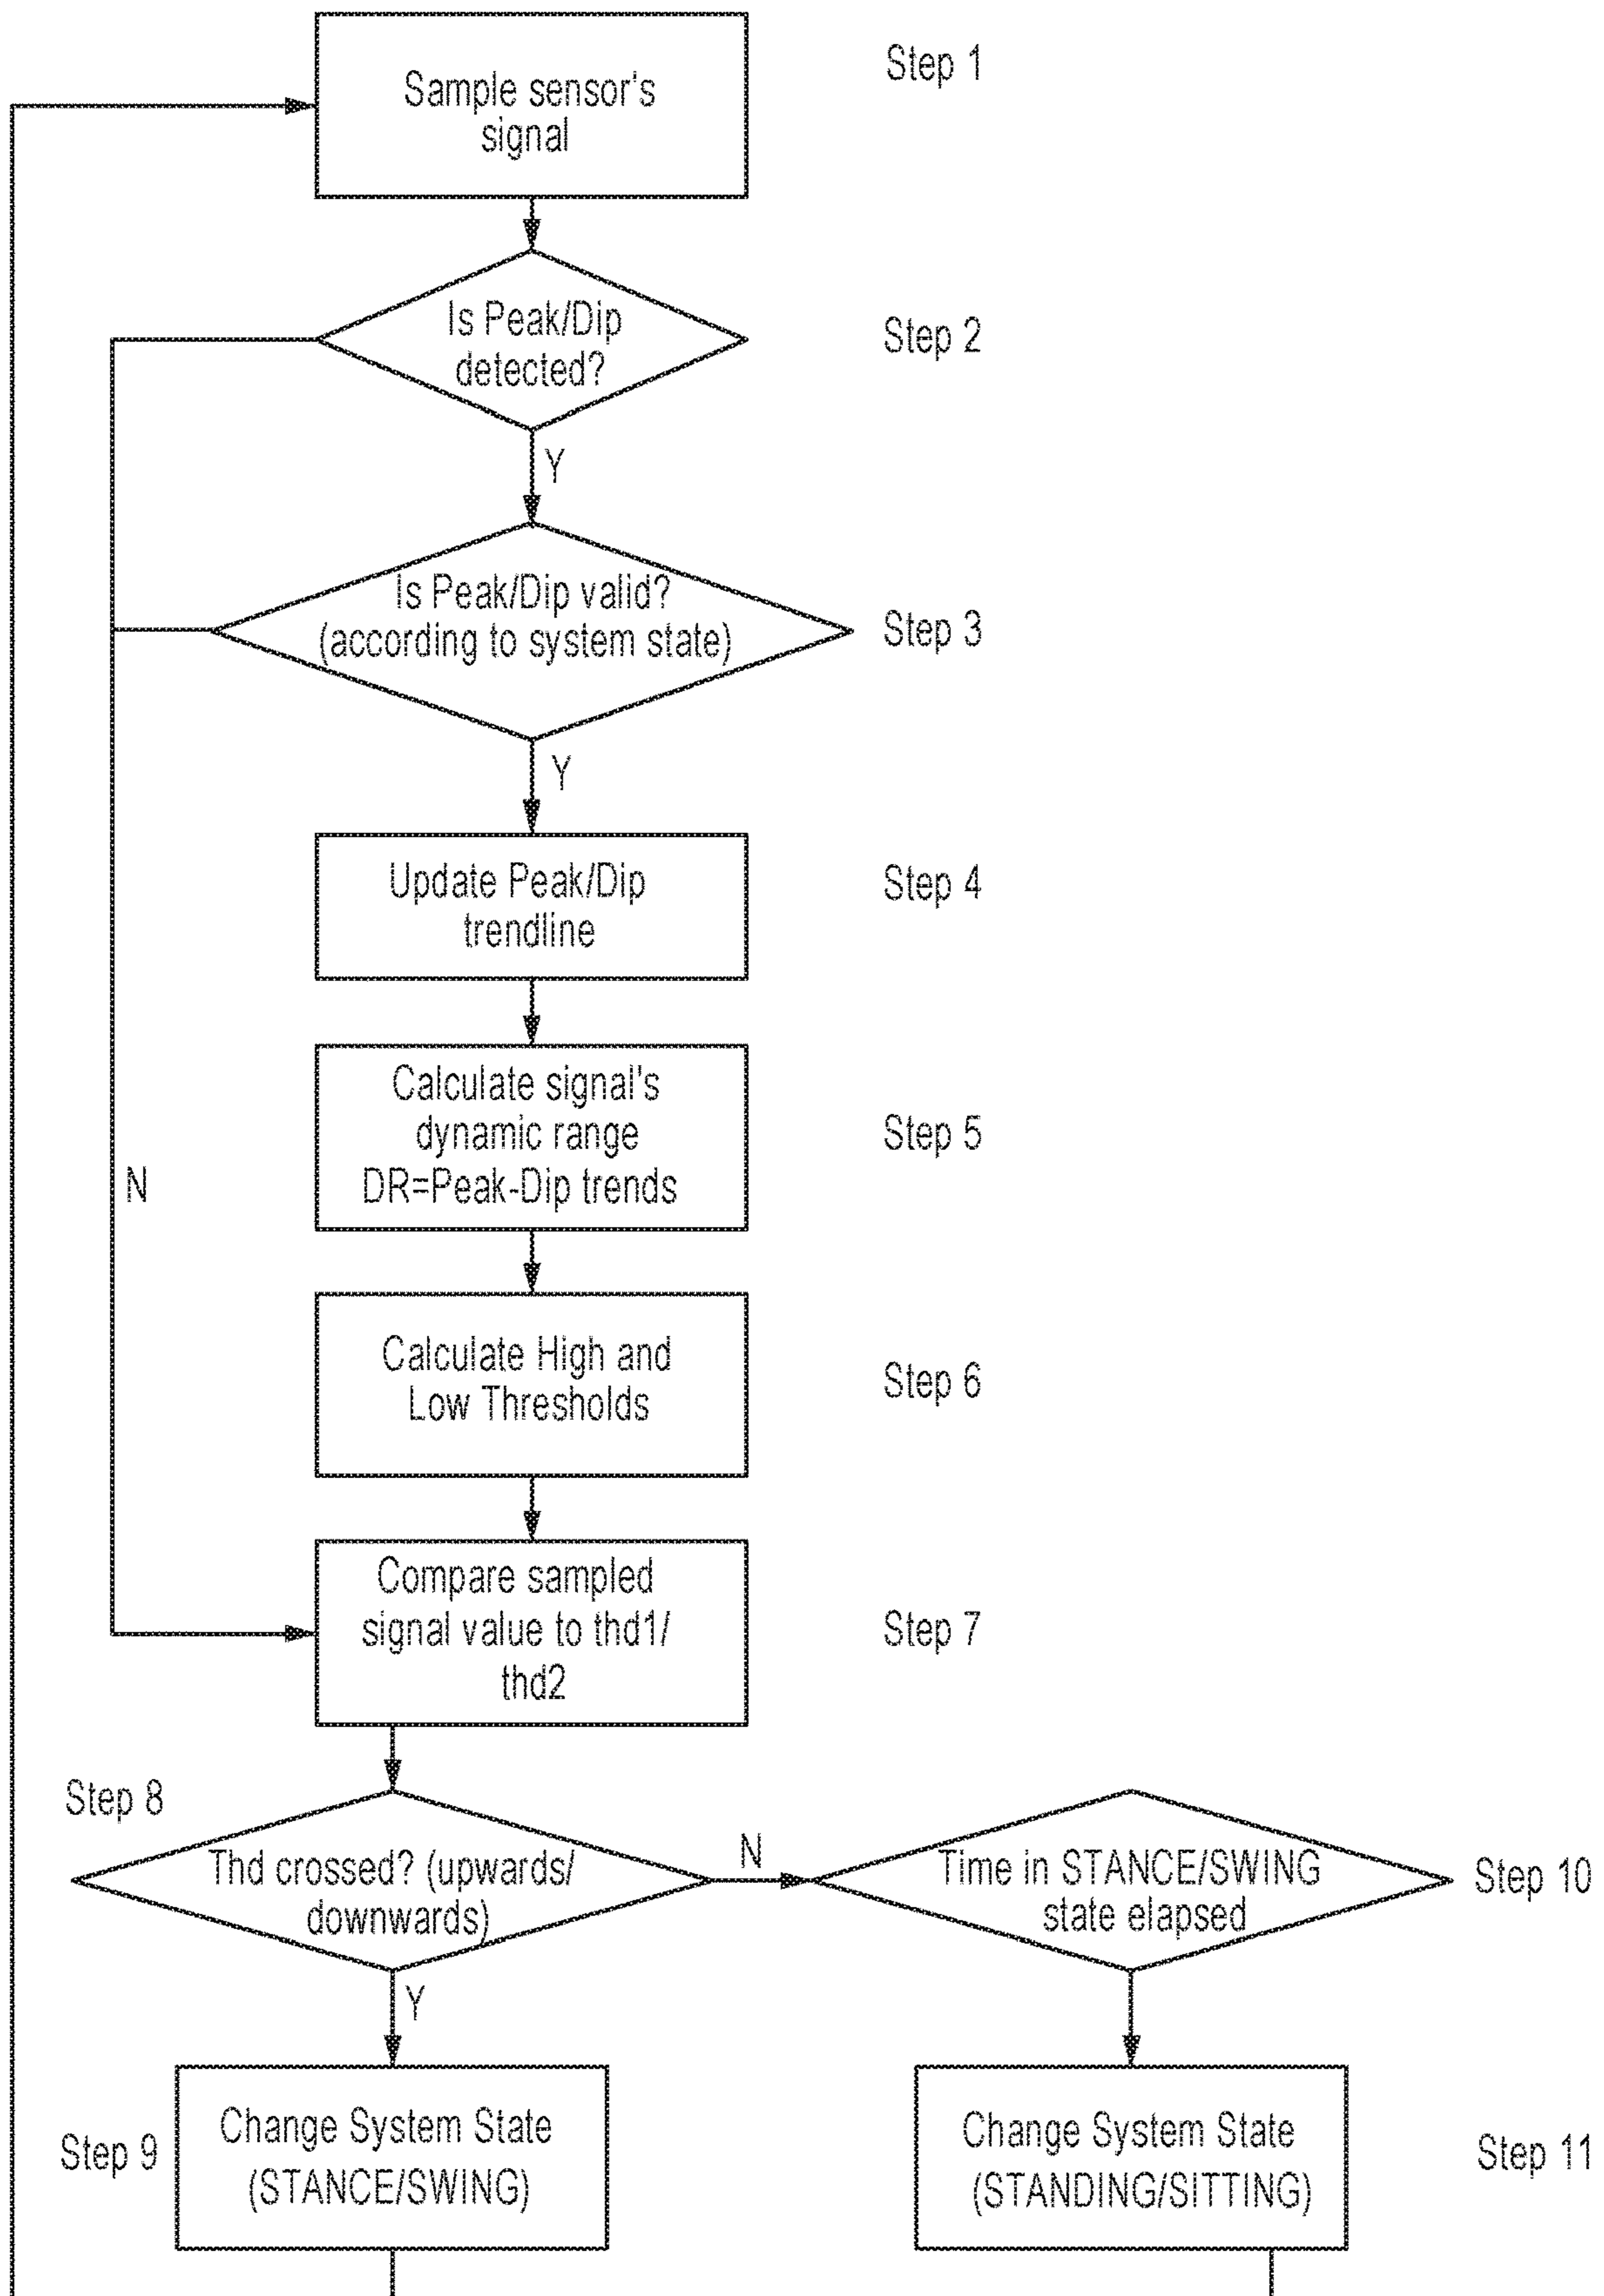 Step 1
Sample sensor's
signal
Is Peak/Dip
detected?
Step 2
Y
Is Peak/Dip valid?
(according to system state)
Step 3
Y
Update Peak/Dip
trendline
Step 4
Calculate signal's
dynamic range
DR=Peak-Dip trends
Step 5
N
Calculate High and
Low Thresholds
Step 6
Compare sampled
signal value to thd1/
thd2
Step 7
Step 8
Thd crossed? (upwards/
downwards)
N
Time in STANCE/SWING
state elapsed
Step 10
Y
Step 9
Change System State
(STANCE/SWING)
Change System State
(STANDING/SITTING)
Step 11